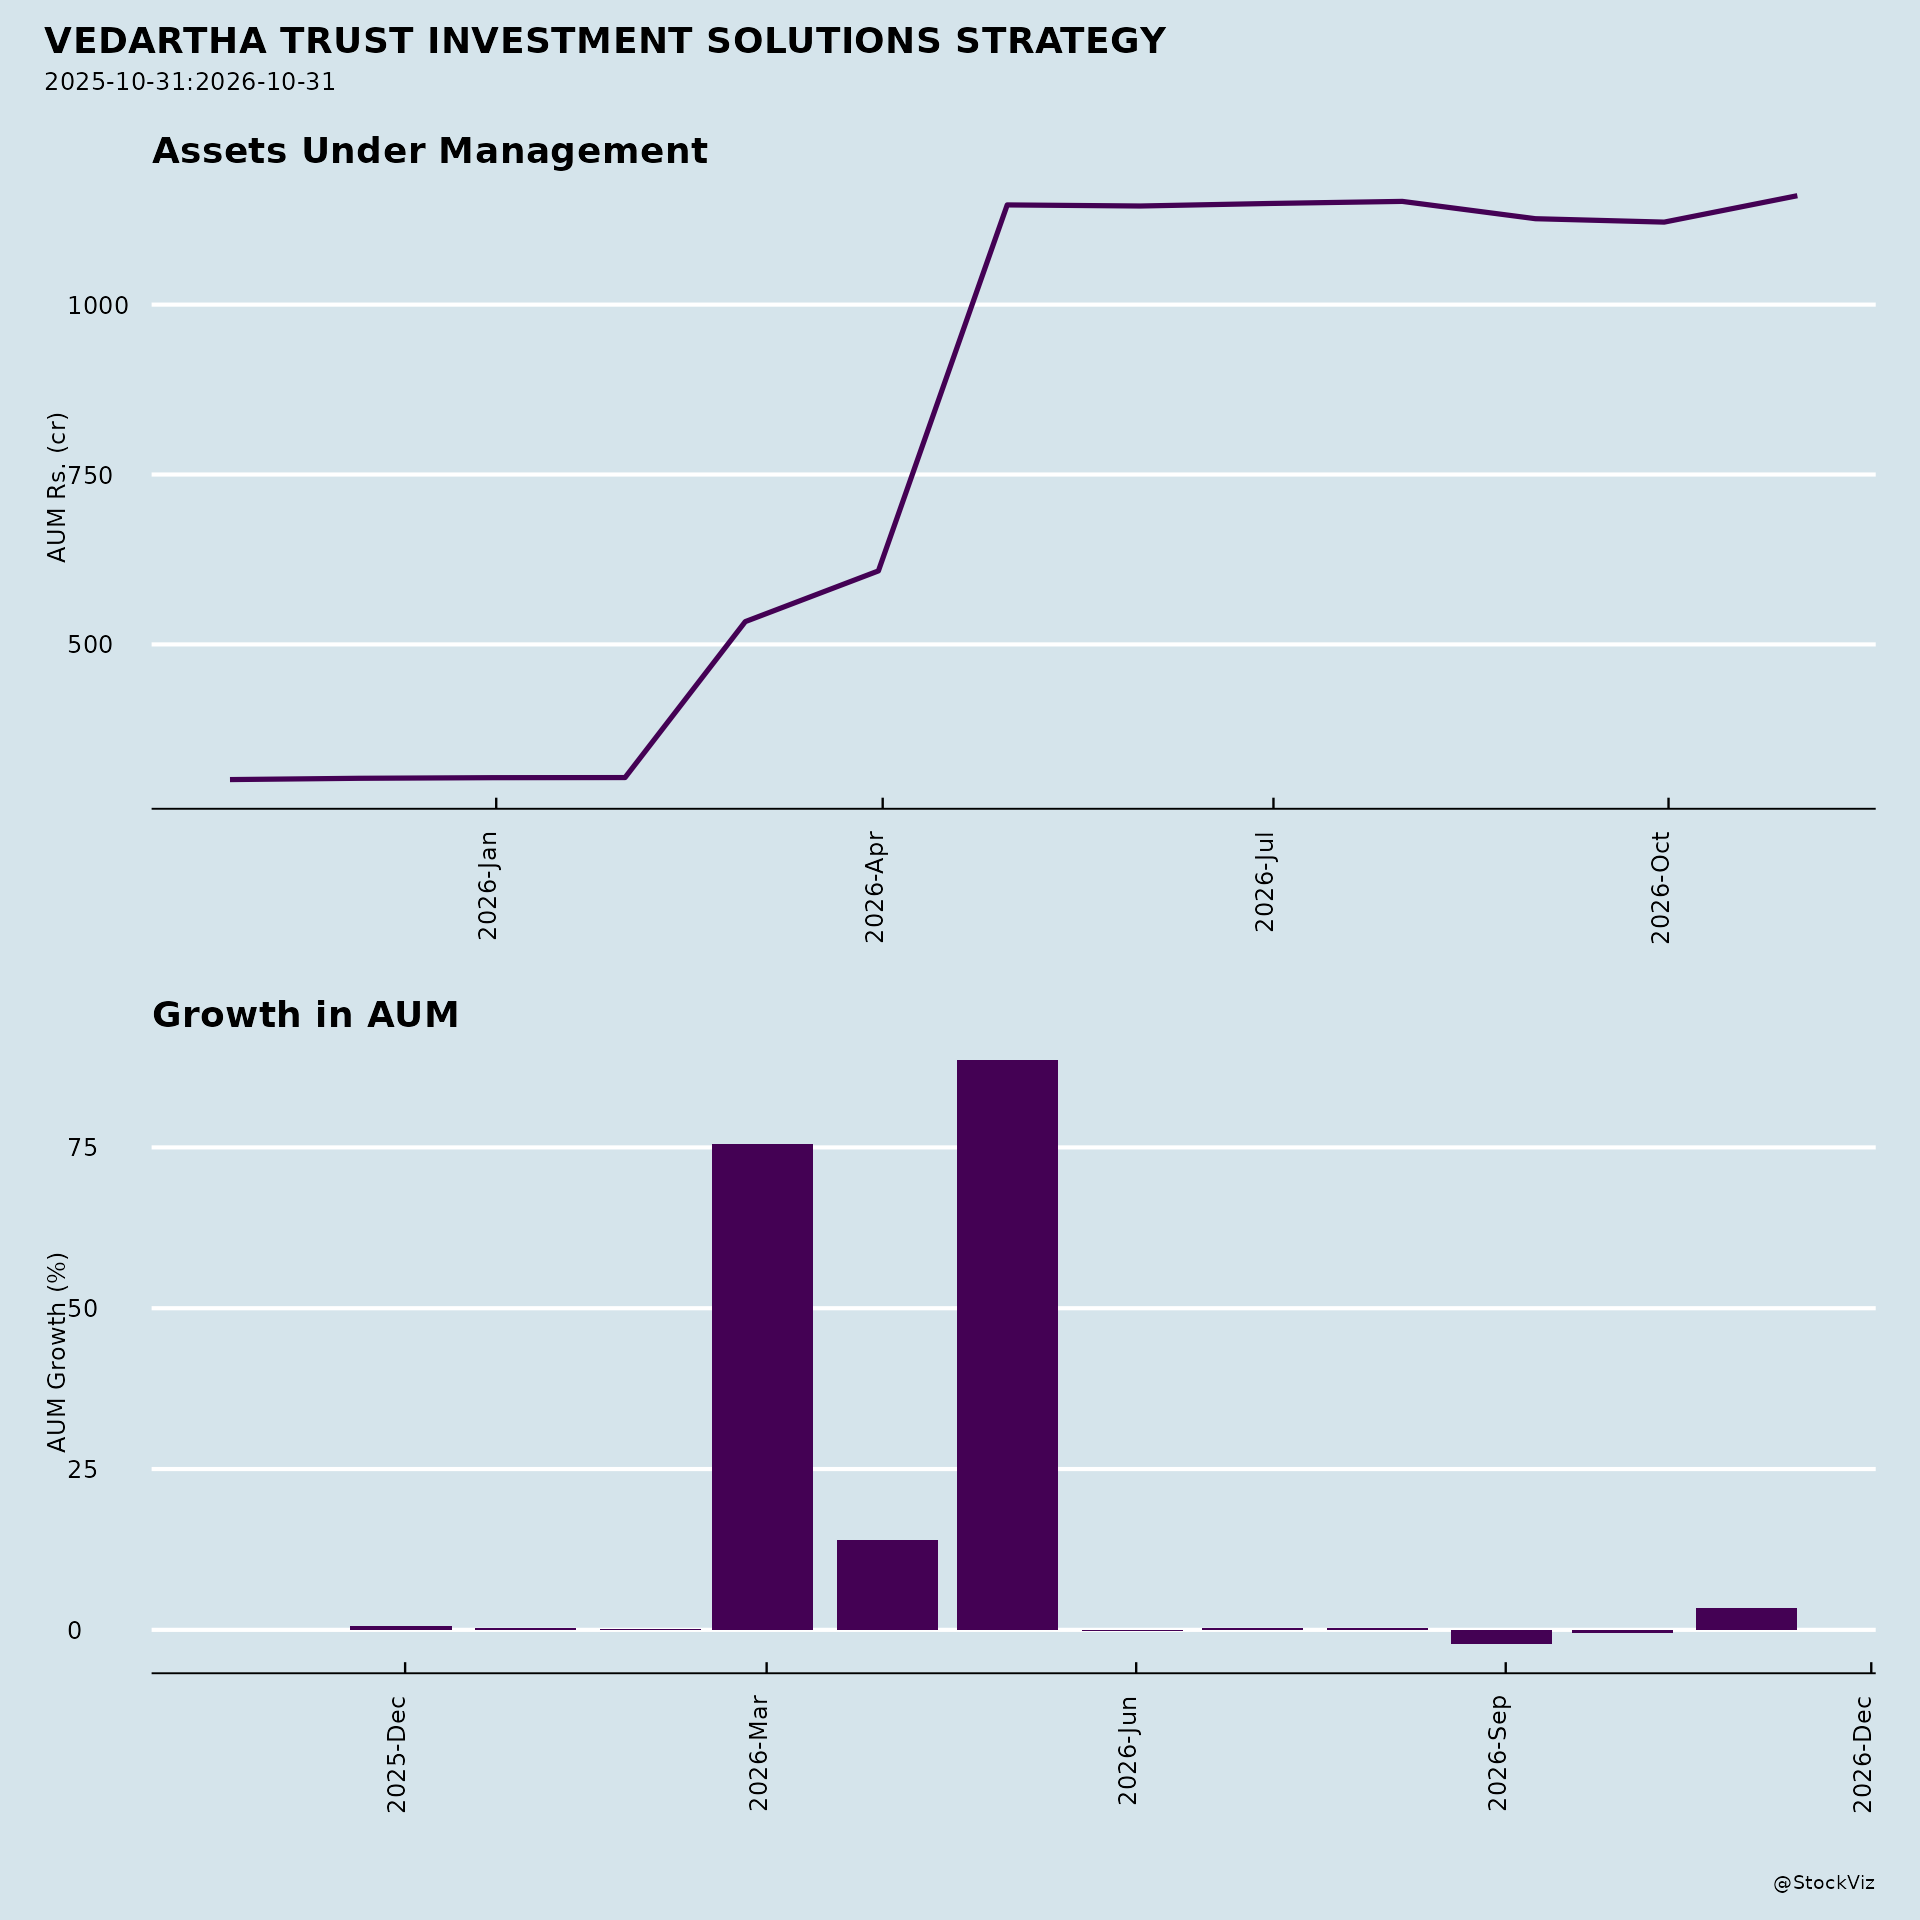 VEDARTHA TRUST INVESTMENT SOLUTIONS STRATEGY
2025-10-31:2026-10-31
Assets Under Management
AUM Rs. (cr)
1000
750
500
2026-Jan
2026-Apr
2026-Jul
2026-Oct
Growth in AUM
AUM Growth (%)
75
50
25
0
2025-Dec
2026-Mar
2026-Jun
2026-Sep
2026-Dec
@StockViz